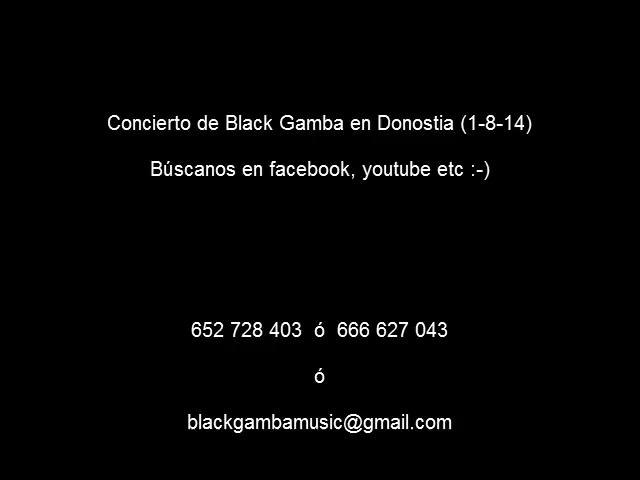 Concierto de Black Gamba en Donostia (1-8-14)
Búscanos en facebook, youtube etc :-)
652 728 403  ó  666 627 043
ó
blackgambamusic@gmail.com